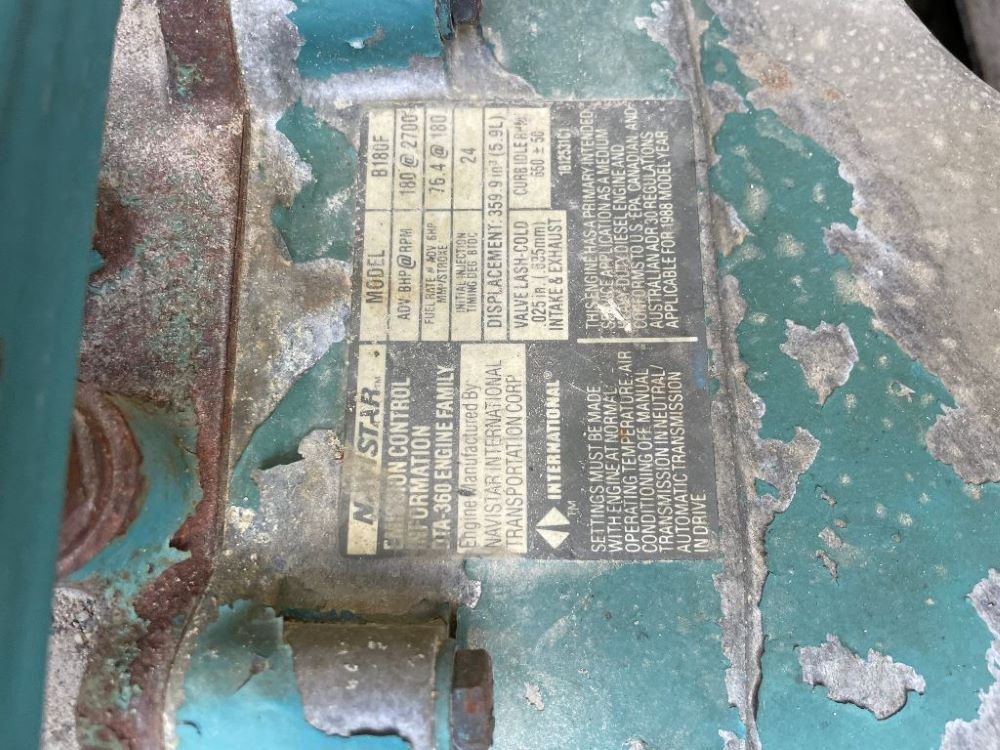 STAR™
CONTROL
INFORMATION
DTA-360 ENGINE FAMILY
Engine Manufactured By
NAVISTAR INTERNATIONAL
TRANSPORTATION CORP.
INTERNATIONAL®
™
SETTINGS MUST BE MADE
WITH ENGINE AT NORMAL
OPERATING TEMPERATURE-AIR
CONDITIONING OFF. MANUAL
TRANSMISSION IN NEUTRAL/
AUTOMATIC TRANSMISSION
IN DRIVE.
MODEL B180F
ADV BHP @ RPM 180 @ 2700
FUEL RATE @ ADV BHP 76.4 @ 180
MM³/STROKE
INITIAL INJECTION 24
TIMING DEG BTDC
DISPLACEMENT: 359.9 in³ (5.9L)
VALVE LASH-COLD CURB IDLE RPM
.025 in. (.635mm) 650 ± 50
INTAKE & EXHAUST
1812531C1
THIS ENGINE HAS A PRIMARY INTENDED
SERVICE APPLICATION AS A MEDIUM
HEAVY DUTY DIESEL ENGINE AND
CONFORMS TO U.S. EPA, CANADIAN AND
AUSTRALIAN ADR 30 REGULATIONS
APPLICABLE FOR 1988 MODEL YEAR